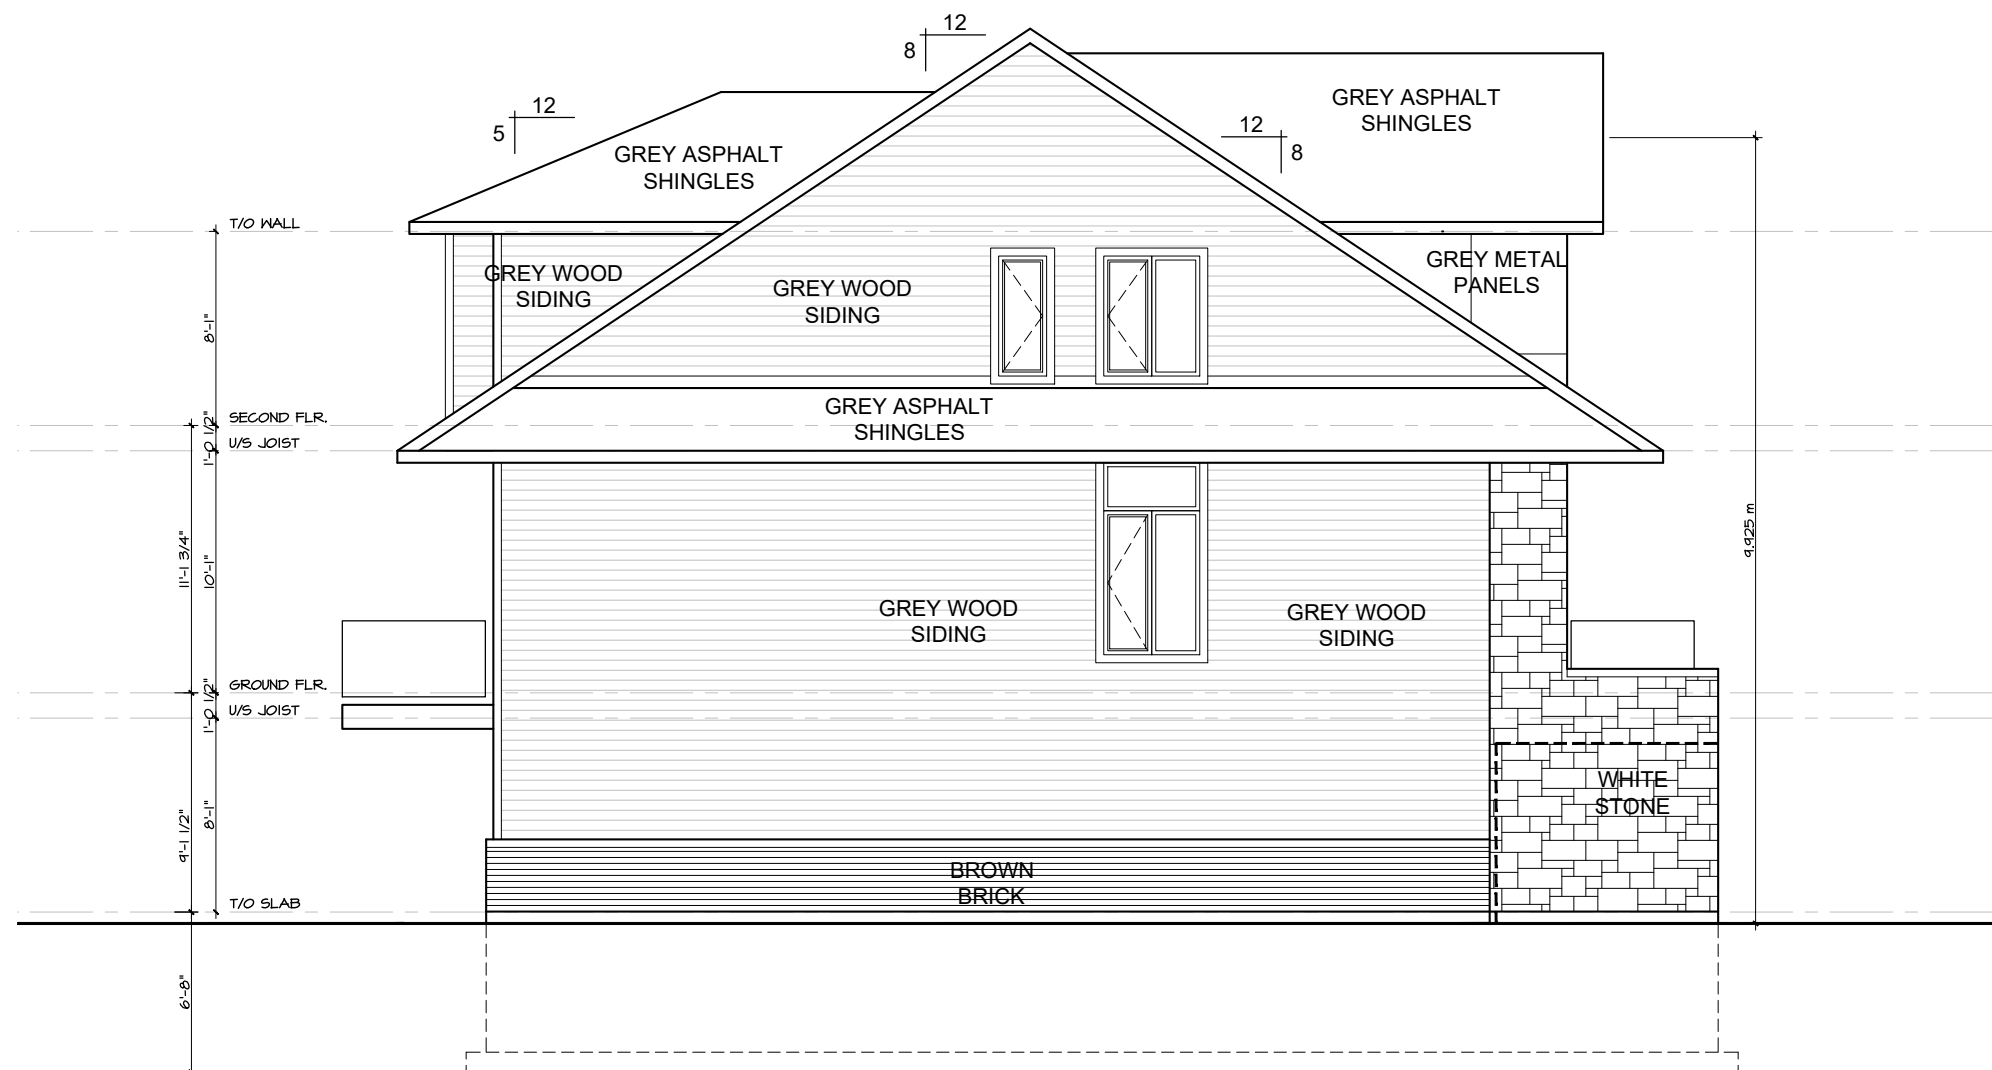 12
8
12
5
GREY ASPHALT
SHINGLES
12
8
GREY ASPHALT
SHINGLES
T/O WALL
GREY WOOD
SIDING
GREY WOOD
SIDING
GREY METAL
PANELS
8'-1"
SECOND FLR.
1'-0 1/2"
U/S JOIST
GREY ASPHALT
SHINGLES
11'-1 3/4"
10'-1"
9.925 m
GREY WOOD
SIDING
GREY WOOD
SIDING
GROUND FLR.
1'-0 1/2"
U/S JOIST
9'-1 1/2"
8'-1"
WHITE
STONE
BROWN
BRICK
T/O SLAB
6'-8"